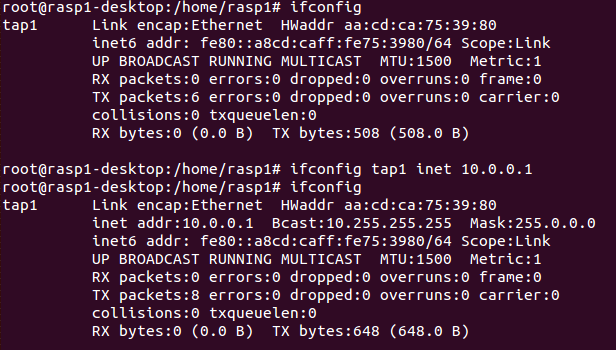 root@rasp1-desktop:/home/rasp1# ifconfig
tap1      Link encap:Ethernet  HWaddr aa:cd:ca:75:39:80
          inet6 addr: fe80::a8cd:caff:fe75:3980/64 Scope:Link
          UP BROADCAST RUNNING MULTICAST  MTU:1500  Metric:1
          RX packets:0 errors:0 dropped:0 overruns:0 frame:0
          TX packets:6 errors:0 dropped:0 overruns:0 carrier:0
          collisions:0 txqueuelen:0
          RX bytes:0 (0.0 B)  TX bytes:508 (508.0 B)

root@rasp1-desktop:/home/rasp1# ifconfig tap1 inet 10.0.0.1
root@rasp1-desktop:/home/rasp1# ifconfig
tap1      Link encap:Ethernet  HWaddr aa:cd:ca:75:39:80
          inet addr:10.0.0.1  Bcast:10.255.255.255  Mask:255.0.0.0
          inet6 addr: fe80::a8cd:caff:fe75:3980/64 Scope:Link
          UP BROADCAST RUNNING MULTICAST  MTU:1500  Metric:1
          RX packets:0 errors:0 dropped:0 overruns:0 frame:0
          TX packets:8 errors:0 dropped:0 overruns:0 carrier:0
          collisions:0 txqueuelen:0
          RX bytes:0 (0.0 B)  TX bytes:648 (648.0 B)